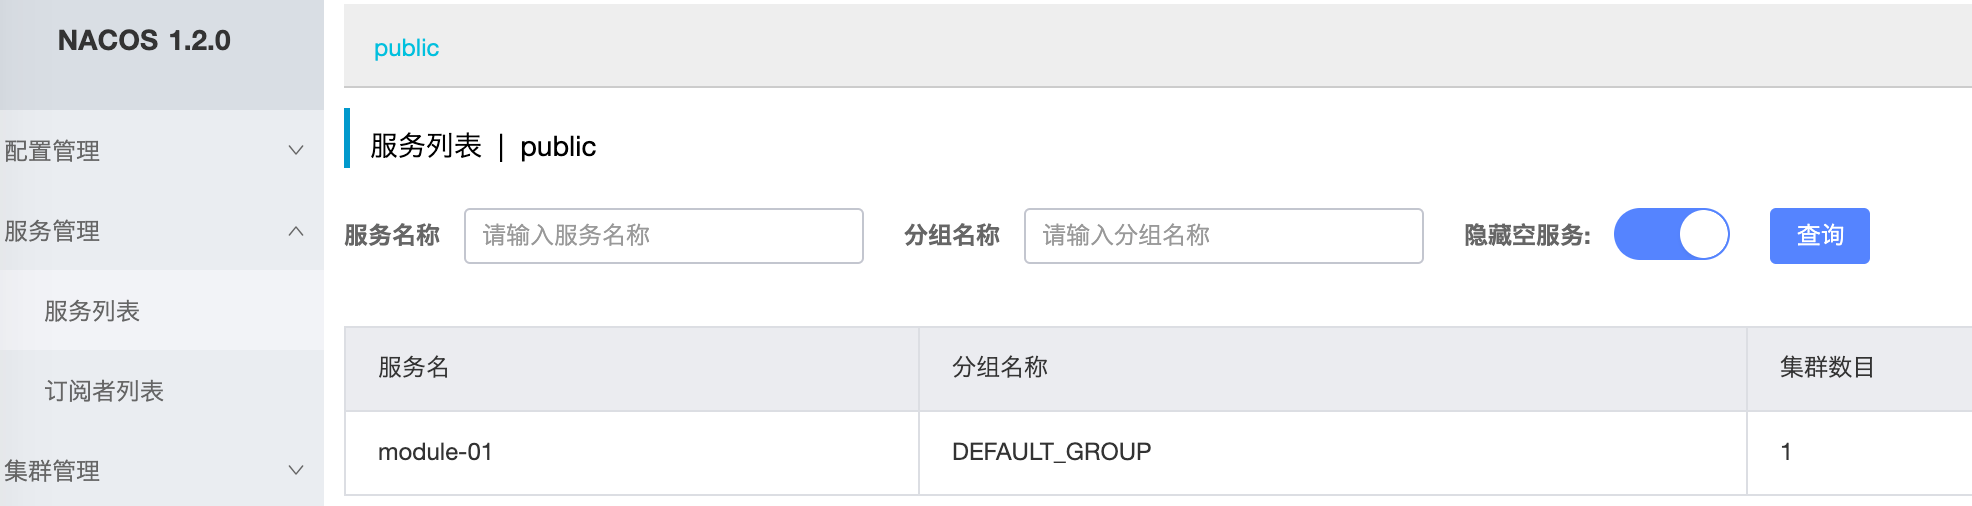 NACOS 1.2.0
配置管理
服务管理
服务列表
订阅者列表
集群管理
public
服务列表 | public
服务名称 请输入服务名称 分组名称 请输入分组名称 隐藏空服务: 查询
服务名 分组名称 集群数目
module-01 DEFAULT_GROUP 1